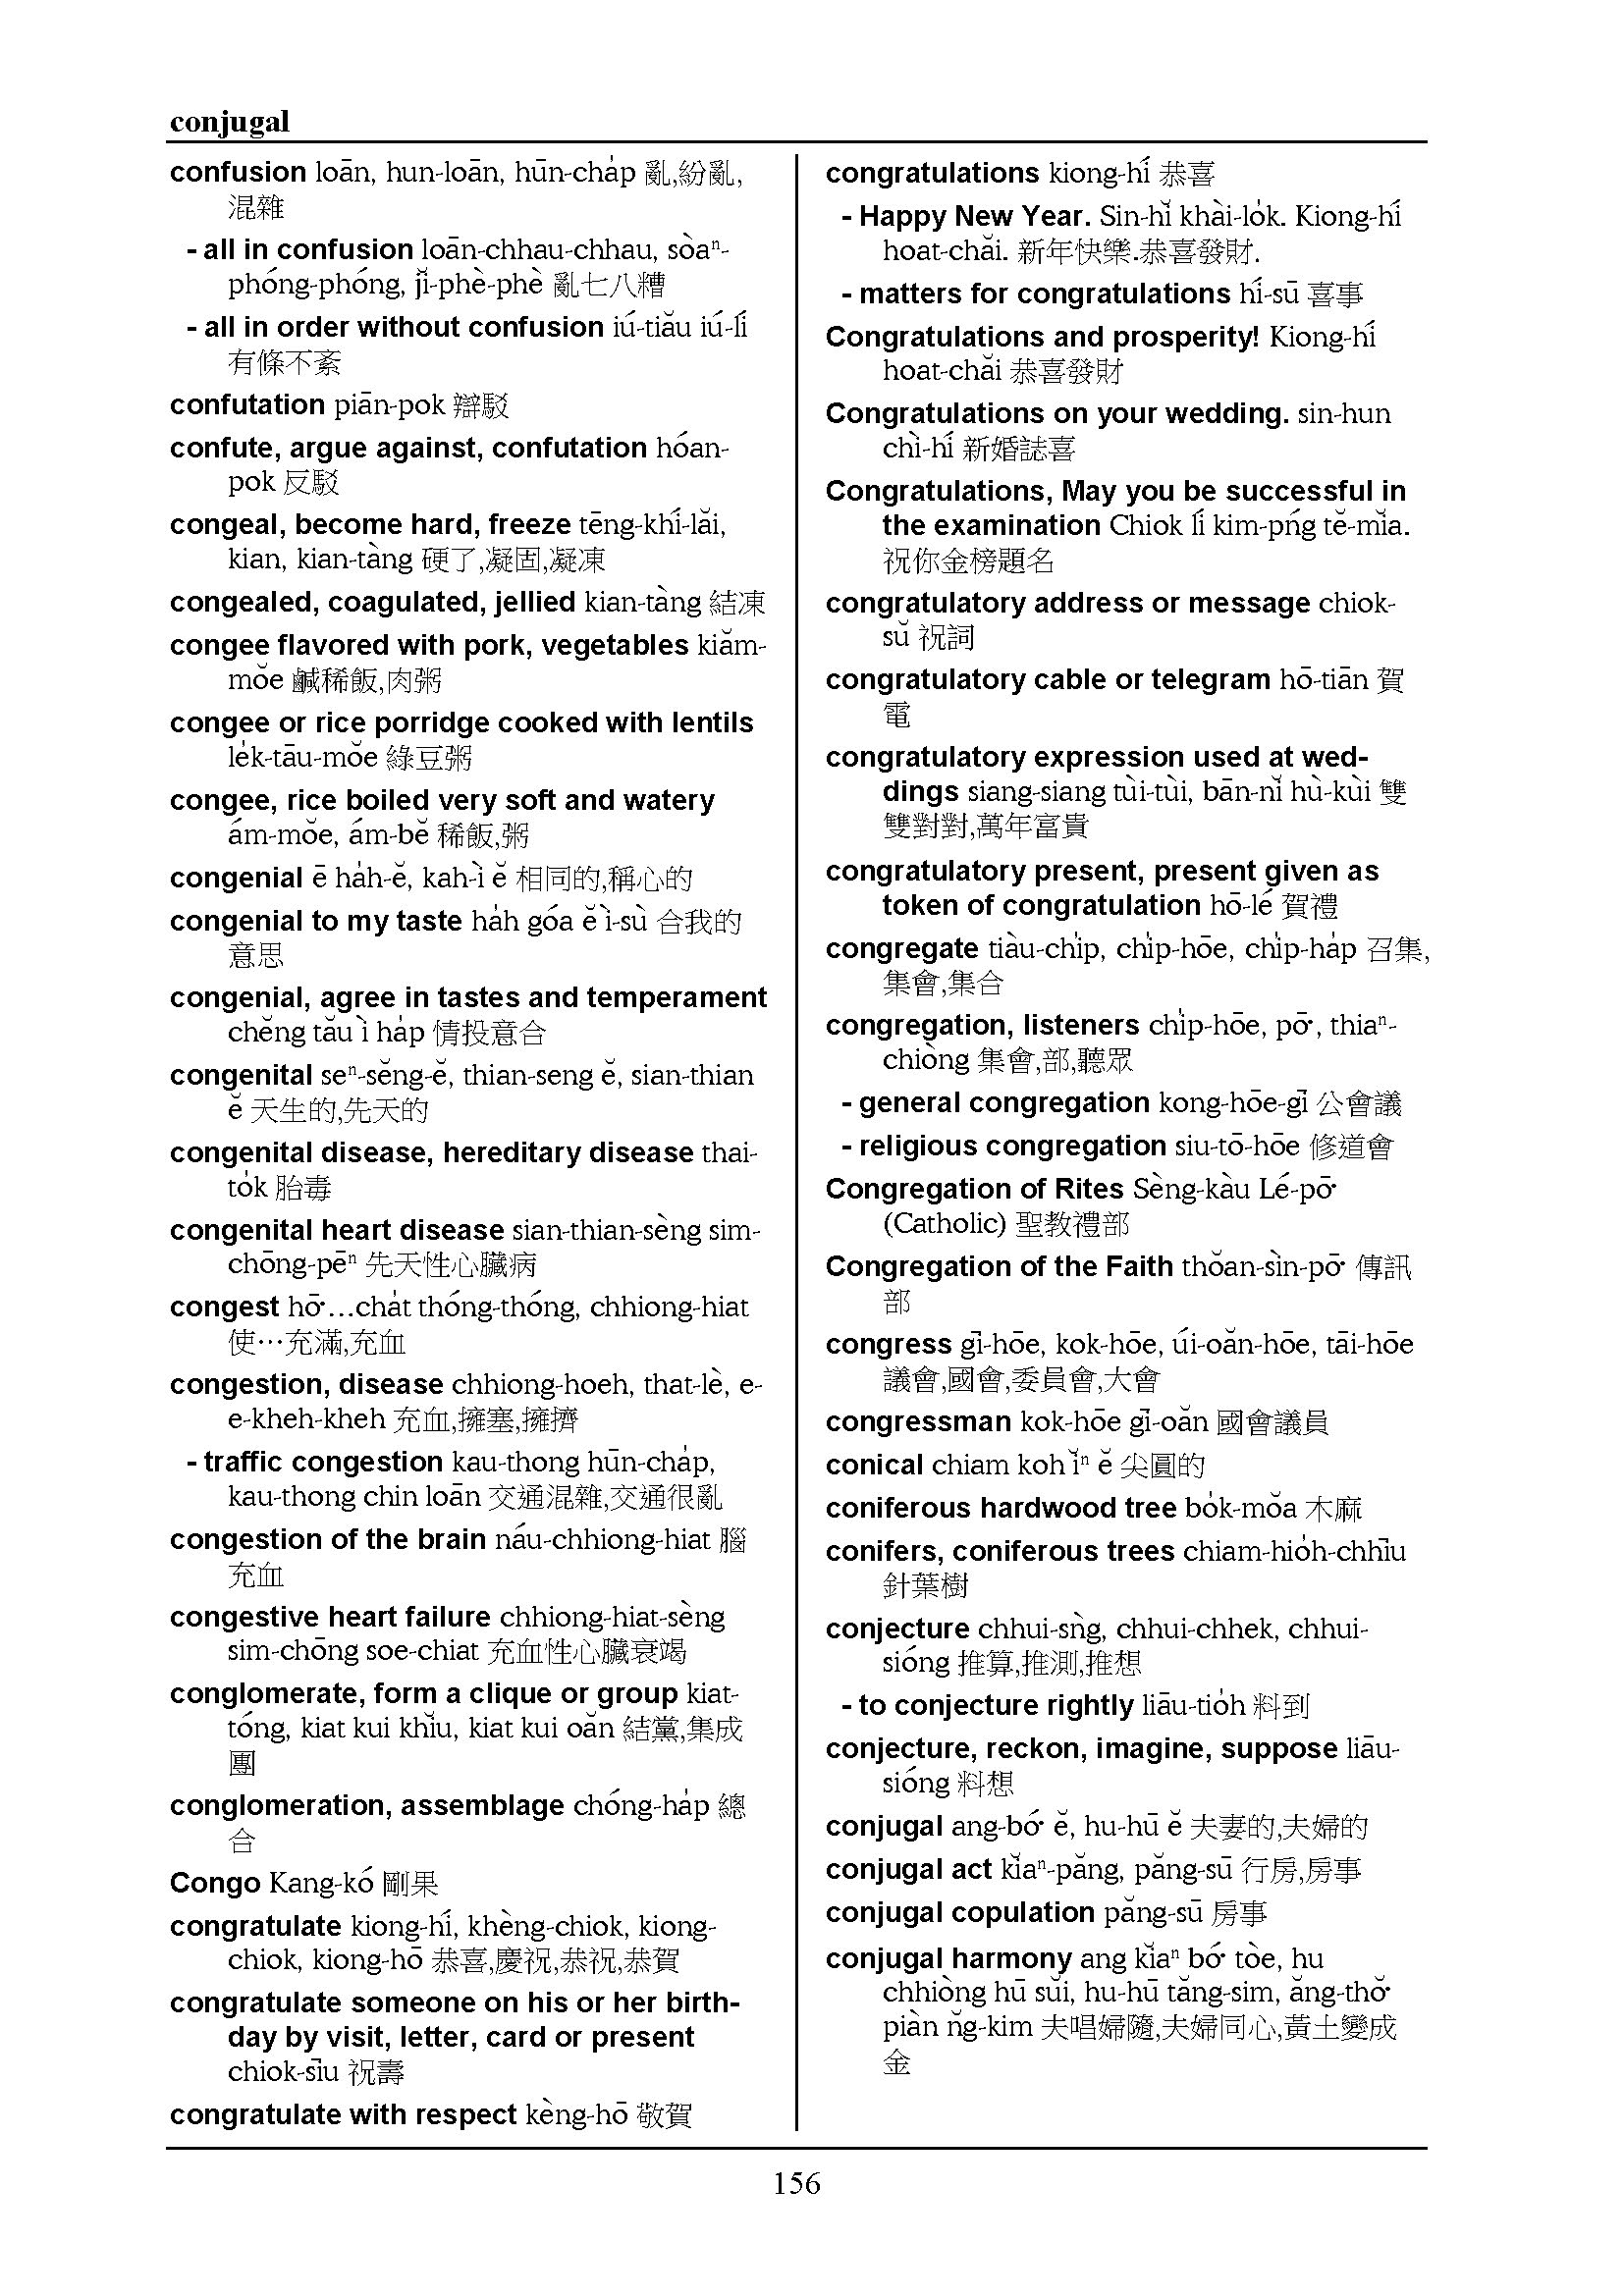 conjugal
confusion loān, hun-loān, hūn-cha̍p 亂,紛亂,
混雜
- all in confusion loān-chhau-chhau, sòaⁿ-
phóng-phóng, jĭ-phè-phè 亂七八糟
- all in order without confusion iú-tiău iú-lí
有條不紊
confutation piān-pok 辯駁
confute, argue against, confutation hóan-
pok 反駁
congeal, become hard, freeze tēng-khí-lăi,
kian, kian-tàng 硬了,凝固,凝凍
congealed, coagulated, jellied kian-tàng 結凍
congee flavored with pork, vegetables kiăm-
mŏe 鹹稀飯,肉粥
congee or rice porridge cooked with lentils
le̍k-tāu-mŏe 綠豆粥
congee, rice boiled very soft and watery
ám-mŏe, ám-bĕ 稀飯,粥
congenial ē ha̍h-ĕ, kah-ì ĕ 相同的,稱心的
congenial to my taste ha̍h góa ĕ ì-sù 合我的
意思
congenial, agree in tastes and temperament
chĕng tău ì ha̍p 情投意合
congenital seⁿ-sĕng-ĕ, thian-seng ĕ, sian-thian
ĕ 天生的,先天的
congenital disease, hereditary disease thai-
to̍k 胎毒
congenital heart disease sian-thian-sèng sim-
chōng-pēⁿ 先天性心臟病
congest hō͘…cha̍t thóng-thóng, chhiong-hiat
使…充滿,充血
congestion, disease chhiong-hoeh, that-lè, e-
e-kheh-kheh 充血,擁塞,擁擠
- traffic congestion kau-thong hūn-cha̍p,
kau-thong chin loān 交通混雜,交通很亂
congestion of the brain náu-chhiong-hiat 腦
充血
congestive heart failure chhiong-hiat-sèng
sim-chōng soe-chiat 充血性心臟衰竭
conglomerate, form a clique or group kiat-
tóng, kiat kui khĭu, kiat kui oăn 結黨,集成
團
conglomeration, assemblage chóng-ha̍p 總
合
Congo Kang-kó 剛果
congratulate kiong-hí, khèng-chiok, kiong-
chiok, kiong-hō 恭喜,慶祝,恭祝,恭賀
congratulate someone on his or her birth-
day by visit, letter, card or present
chiok-sīu 祝壽
congratulate with respect kèng-hō 敬賀
congratulations kiong-hí 恭喜
- Happy New Year. Sin-hĭ khài-lo̍k. Kiong-hí
hoat-chăi. 新年快樂.恭喜發財.
- matters for congratulations hí-sū 喜事
Congratulations and prosperity! Kiong-hí
hoat-chăi 恭喜發財
Congratulations on your wedding. sin-hun
chì-hí 新婚誌喜
Congratulations, May you be successful in
the examination Chiok lí kim-pńg tĕ-mĭa.
祝你金榜題名
congratulatory address or message chiok-
sŭ 祝詞
congratulatory cable or telegram hō-tiān 賀
電
congratulatory expression used at wed-
dings siang-siang tùi-tùi, bān-nĭ hù-kùi 雙
雙對對,萬年富貴
congratulatory present, present given as
token of congratulation hō-lé 賀禮
congregate tiàu-chi̍p, chi̍p-hōe, chi̍p-ha̍p 召集,
集會,集合
congregation, listeners chi̍p-hōe, pō͘, thiaⁿ-
chiòng 集會,部,聽眾
- general congregation kong-hōe-gī 公會議
- religious congregation siu-tō-hōe 修道會
Congregation of Rites Sèng-kàu Lé-pō͘
(Catholic) 聖教禮部
Congregation of the Faith thŏan-sìn-pō͘ 傳訊
部
congress gī-hōe, kok-hōe, úi-oăn-hōe, tāi-hōe
議會,國會,委員會,大會
congressman kok-hōe gī-oăn 國會議員
conical chiam koh ĭⁿ ĕ 尖圓的
coniferous hardwood tree bo̍k-mŏa 木麻
conifers, coniferous trees chiam-hio̍h-chhīu
針葉樹
conjecture chhui-sǹg, chhui-chhek, chhui-
sióng 推算,推測,推想
- to conjecture rightly liāu-tio̍h 料到
conjecture, reckon, imagine, suppose liāu-
sióng 料想
conjugal ang-bó͘ ĕ, hu-hū ĕ 夫妻的,夫婦的
conjugal act kĭaⁿ-păng, păng-sū 行房,房事
conjugal copulation păng-sū 房事
conjugal harmony ang kĭaⁿ bó͘ tòe, hu
chhiòng hū sŭi, hu-hū tăng-sim, ăng-thŏ͘
piàn n̆g-kim 夫唱婦隨,夫婦同心,黃土變成
金
156